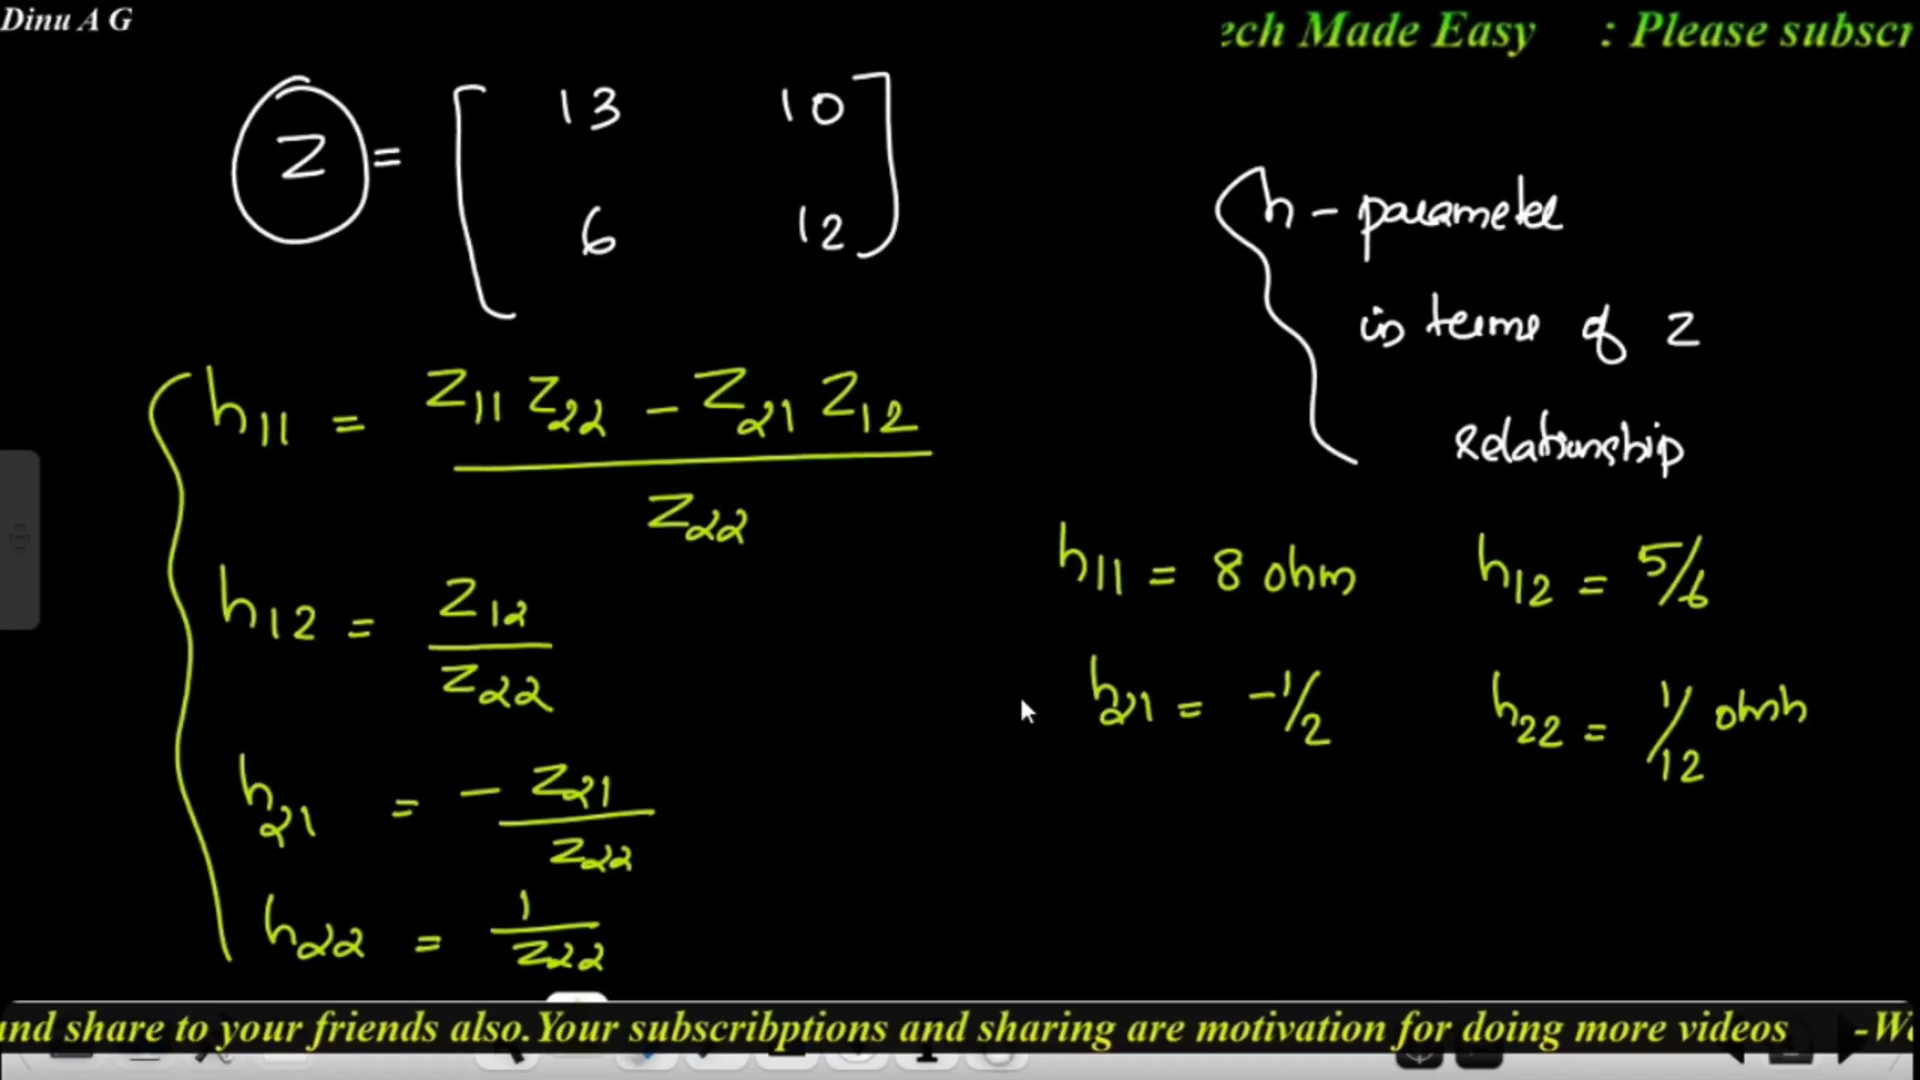 Dinu A G
ech Made Easy : Please subscr
Z = [ 13 10
6 12 ]
h - parameter
in terms of Z
relationship
h11 = Z11 Z22 - Z21 Z12
Z22
h12 = Z12
Z22
h21 = - Z21
Z22
h22 = 1
Z22
h11 = 8 ohm h12 = 5/6
h21 = -1/2 h22 = 1/12
and share to your friends also. Your subscribptions and sharing are motivation for doing more videos -We